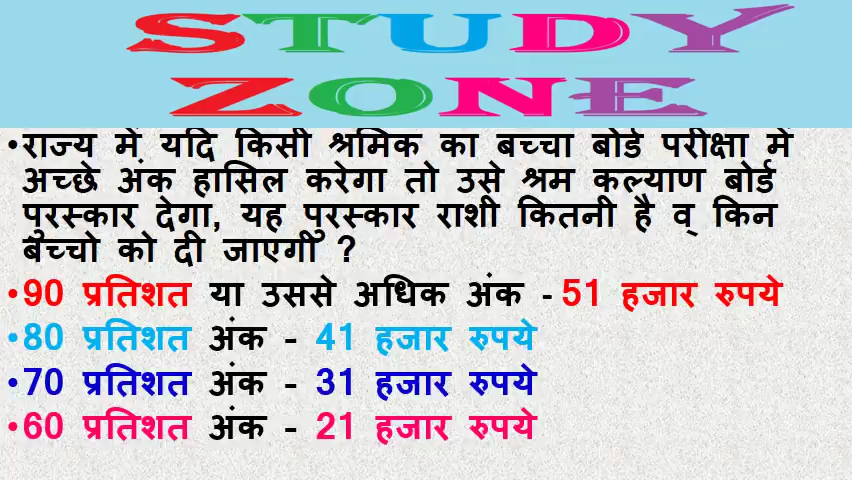 STUDY
ZONE
•राज्य में यदि किसी श्रमिक का बच्चा बोर्ड परीक्षा में
अच्छे अंक हासिल करेगा तो उसे श्रम कल्याण बोर्ड
पुरस्कार देगा, यह पुरस्कार राशी कितनी है व् किन
बच्चो को दी जाएगी ?
•90 प्रतिशत या उससे अधिक अंक - 51 हजार रुपये
•80 प्रतिशत अंक - 41 हजार रुपये
•70 प्रतिशत अंक - 31 हजार रुपये
•60 प्रतिशत अंक - 21 हजार रुपये